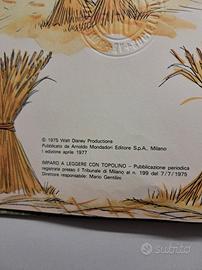 © 1975 Walt Disney Productions
Pubblicato da Arnoldo Mondadori Editore S.p.A., Milano
I edizione aprile 1977
IMPARO A LEGGERE CON TOPOLINO - Pubblicazione periodica
registrata presso il Tribunale di Milano al n. 199 del 7/7/1975
Direttore responsabile: Mario Gentilini
subito